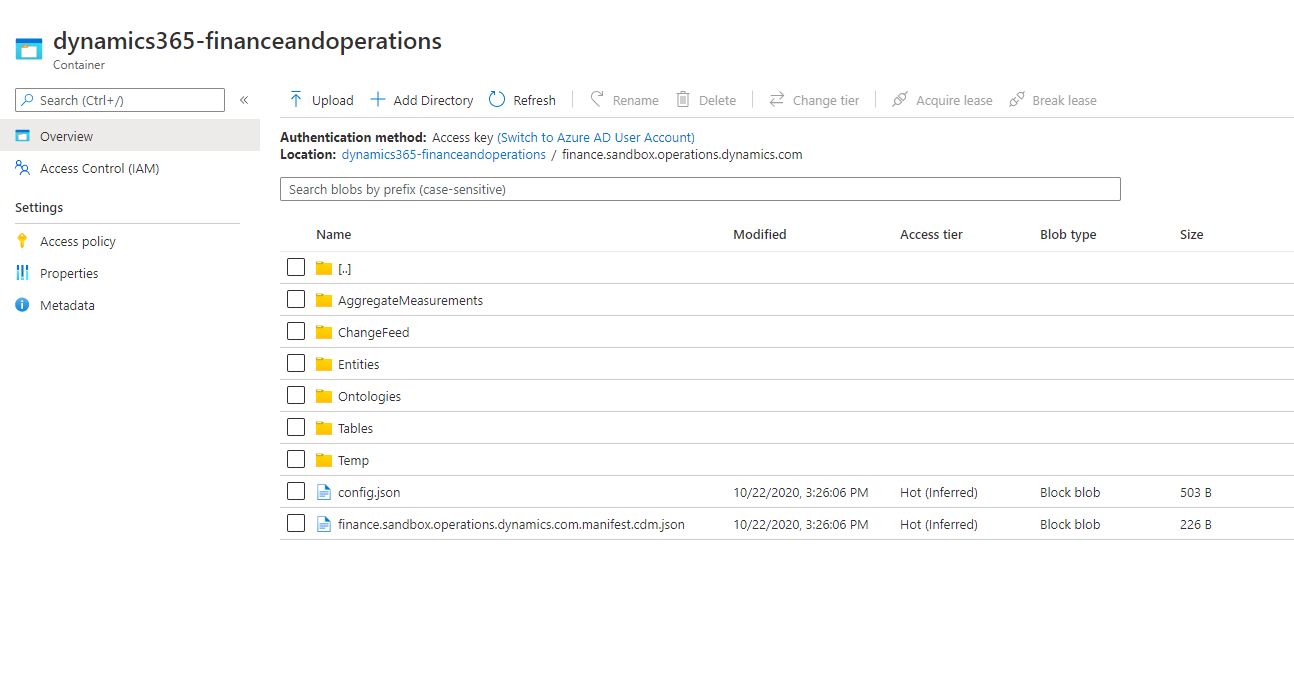 dynamics365-financeandoperations
Container
Search (Ctrl+/) «
Upload Add Directory Refresh Rename Delete Change tier Acquire lease Break lease
Overview
Access Control (IAM)
Settings
Access policy
Properties
Metadata
Authentication method: Access key (Switch to Azure AD User Account)
Location: dynamics365-financeandoperations / finance.sandbox.operations.dynamics.com
Search blobs by prefix (case-sensitive)
Name Modified Access tier Blob type Size
[..]
AggregateMeasurements
ChangeFeed
Entities
Ontologies
Tables
Temp
config.json 10/22/2020, 3:26:06 PM Hot (Inferred) Block blob 503 B
finance.sandbox.operations.dynamics.com.manifest.cdm.json 10/22/2020, 3:26:06 PM Hot (Inferred) Block blob 226 B